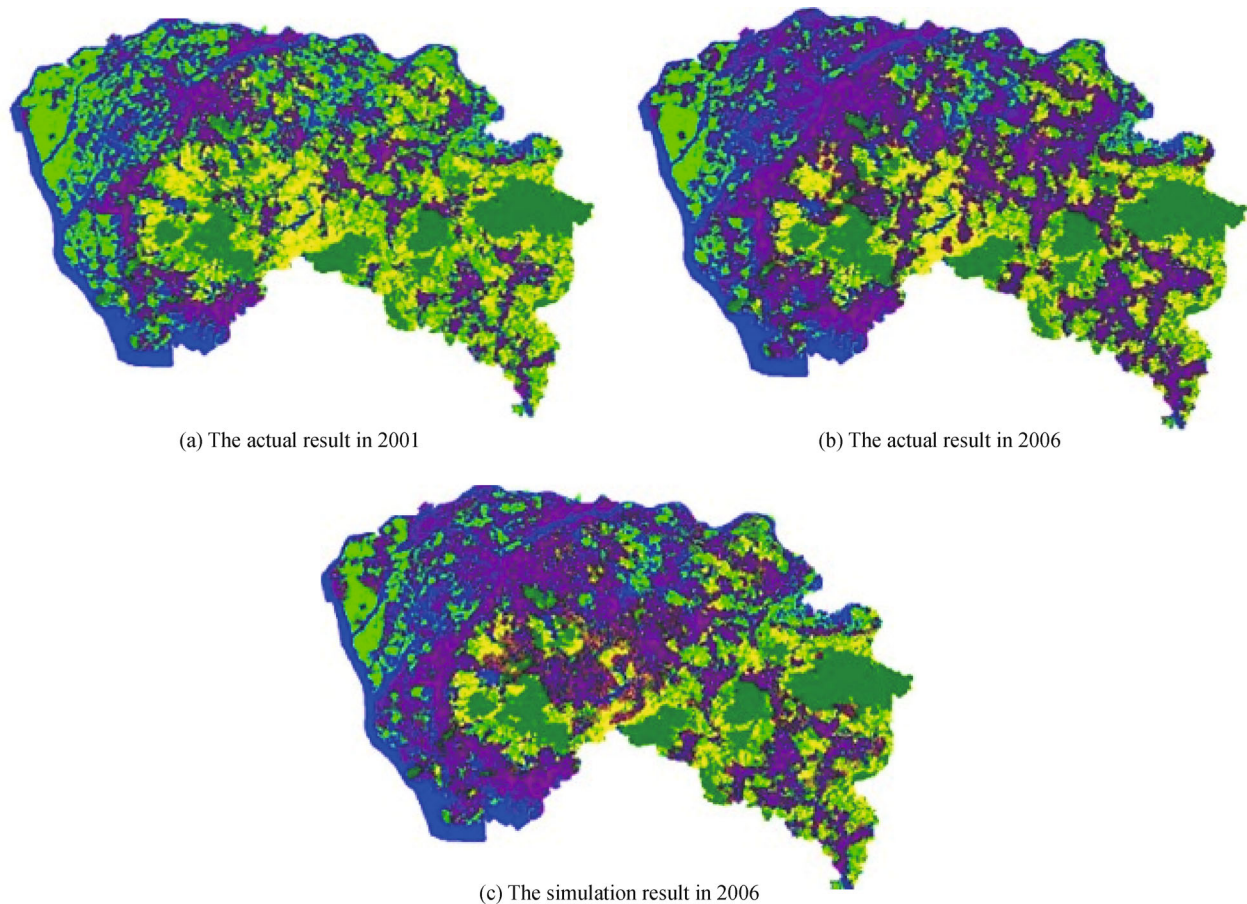 (a) The actual result in 2001
(b) The actual result in 2006
(c) The simulation result in 2006